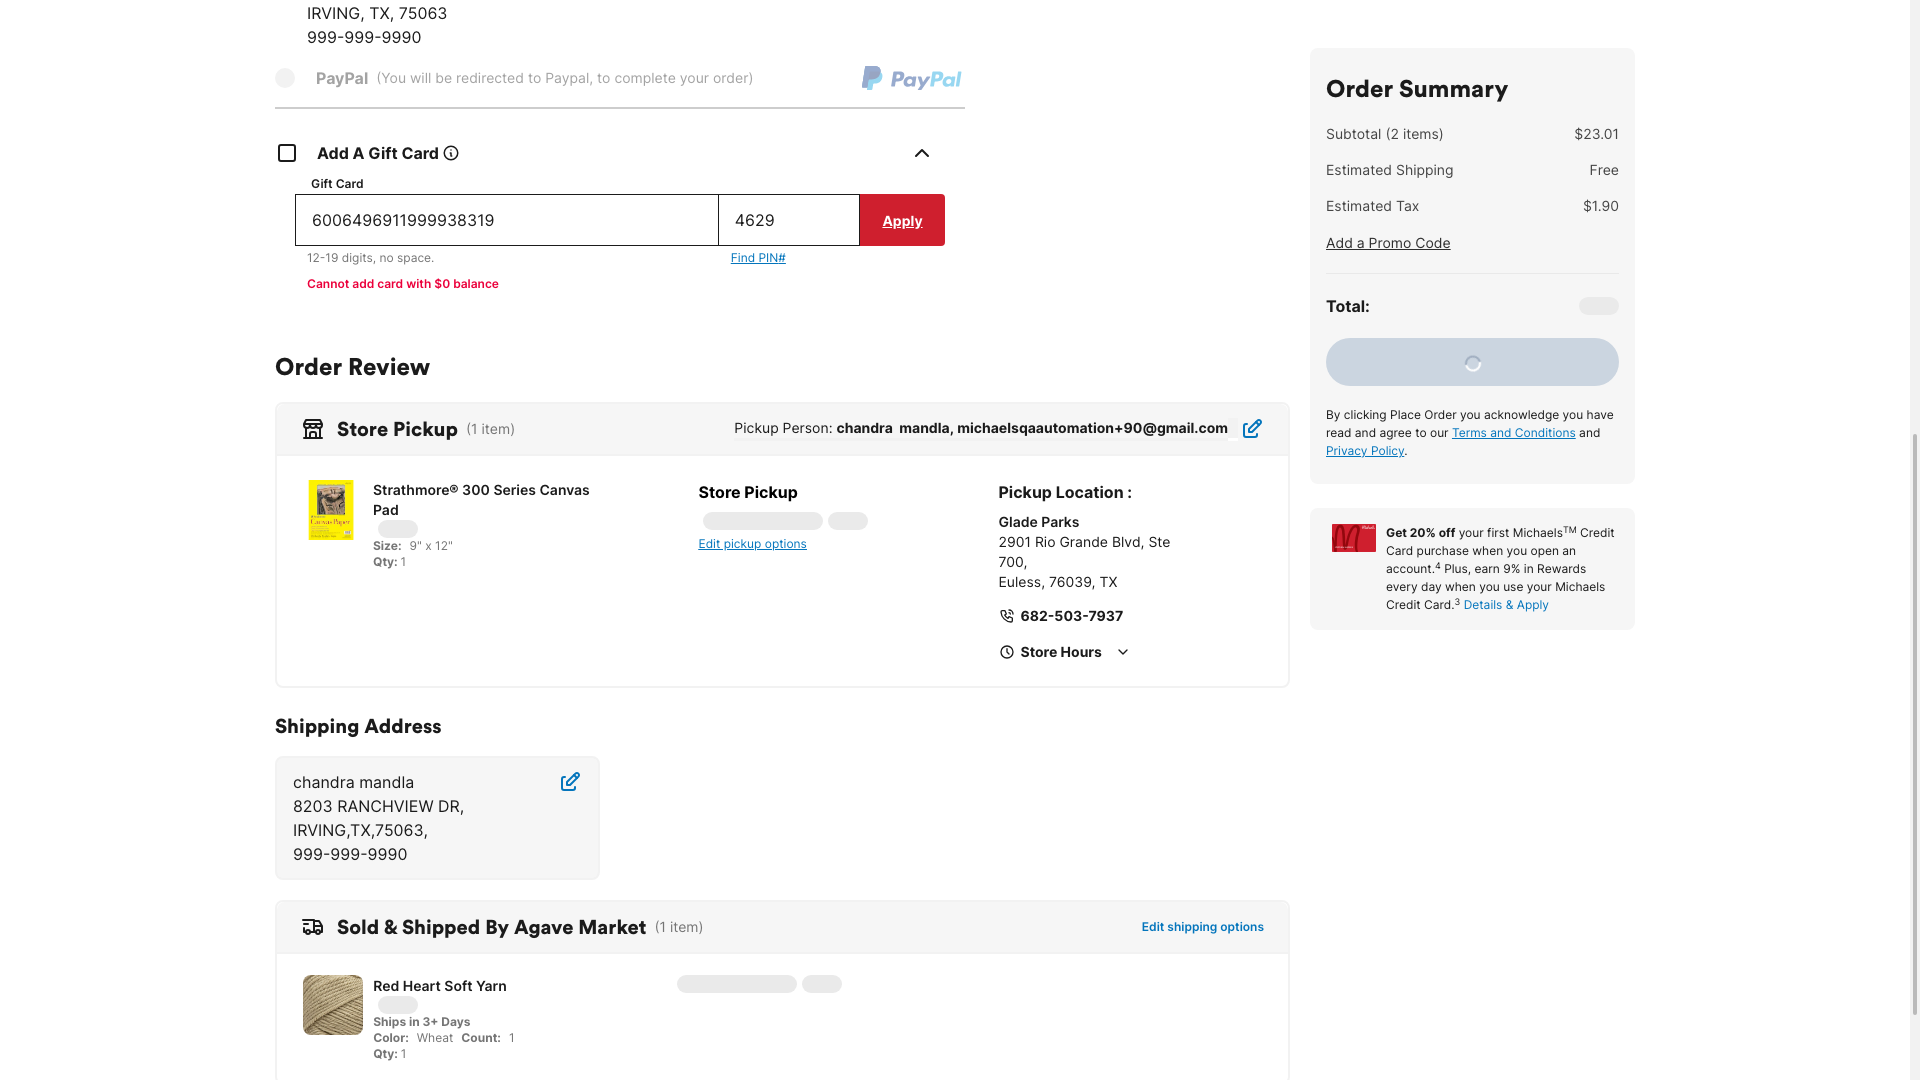 IRVING, TX, 75063
999-999-9990
PayPal (You will be redirected to Paypal, to complete your order) PayPal
Add A Gift Card
Gift Card
6006496911999938319 4629 Apply
12-19 digits, no space. Find PIN#
Cannot add card with $0 balance
Order Review
Store Pickup (1 item) Pickup Person: chandra mandla, michaelsqaautomation+90@gmail.com
Strathmore® 300 Series Canvas
Pad
Size: 9" x 12"
Qty: 1
Store Pickup
Edit pickup options
Pickup Location :
Glade Parks
2901 Rio Grande Blvd, Ste
700,
Euless, 76039, TX
682-503-7937
Store Hours
Shipping Address
chandra mandla
8203 RANCHVIEW DR,
IRVING,TX,75063,
999-999-9990
Sold & Shipped By Agave Market (1 item) Edit shipping options
Red Heart Soft Yarn
Ships in 3+ Days
Color: Wheat Count: 1
Qty: 1
Order Summary
Subtotal (2 items) $23.01
Estimated Shipping Free
Estimated Tax $1.90
Add a Promo Code
Total:
By clicking Place Order you acknowledge you have
read and agree to our Terms and Conditions and
Privacy Policy.
Get 20% off your first Michaels™ Credit
Card purchase when you open an
account.⁴ Plus, earn 9% in Rewards
every day when you use your Michaels
Credit Card.³ Details & Apply